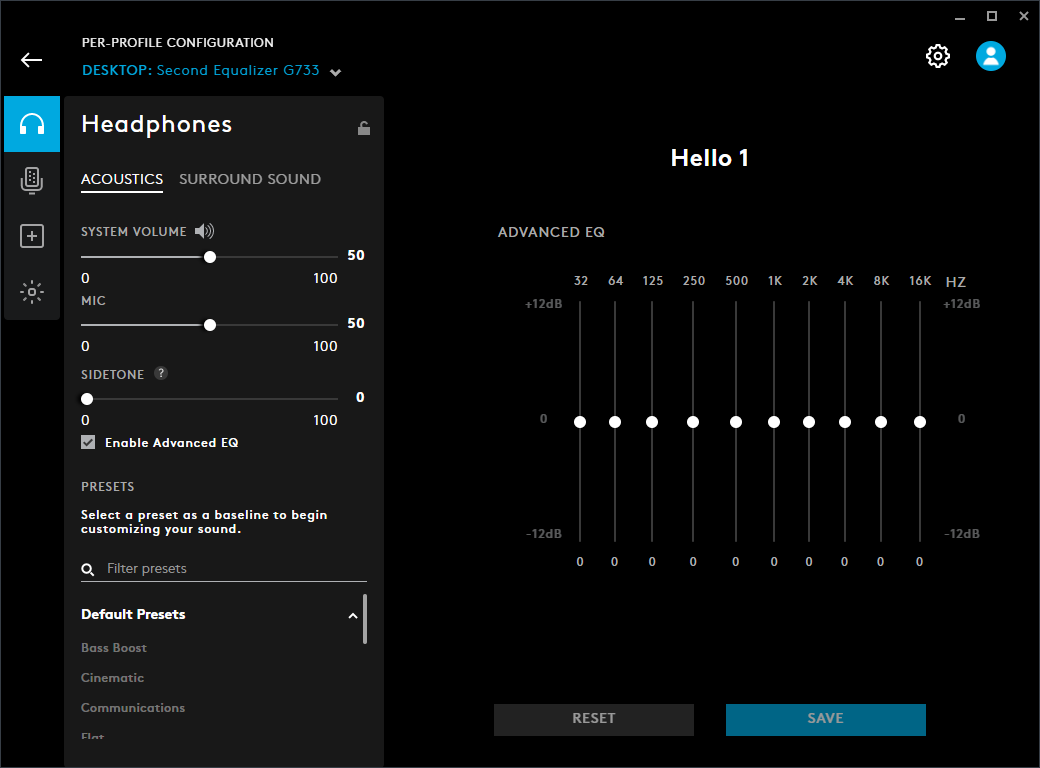 PER-PROFILE CONFIGURATION
DESKTOP: Second Equalizer G733
Headphones
ACOUSTICS SURROUND SOUND
SYSTEM VOLUME
50
0 100
MIC
50
0 100
SIDETONE ?
0
0 100
Enable Advanced EQ
PRESETS
Select a preset as a baseline to begin
customizing your sound.
Filter presets
Default Presets
Bass Boost
Cinematic
Communications
Flat
Hello 1
ADVANCED EQ
32 64 125 250 500 1K 2K 4K 8K 16K HZ
+12dB +12dB
0 0
-12dB -12dB
0 0 0 0 0 0 0 0 0 0
RESET SAVE